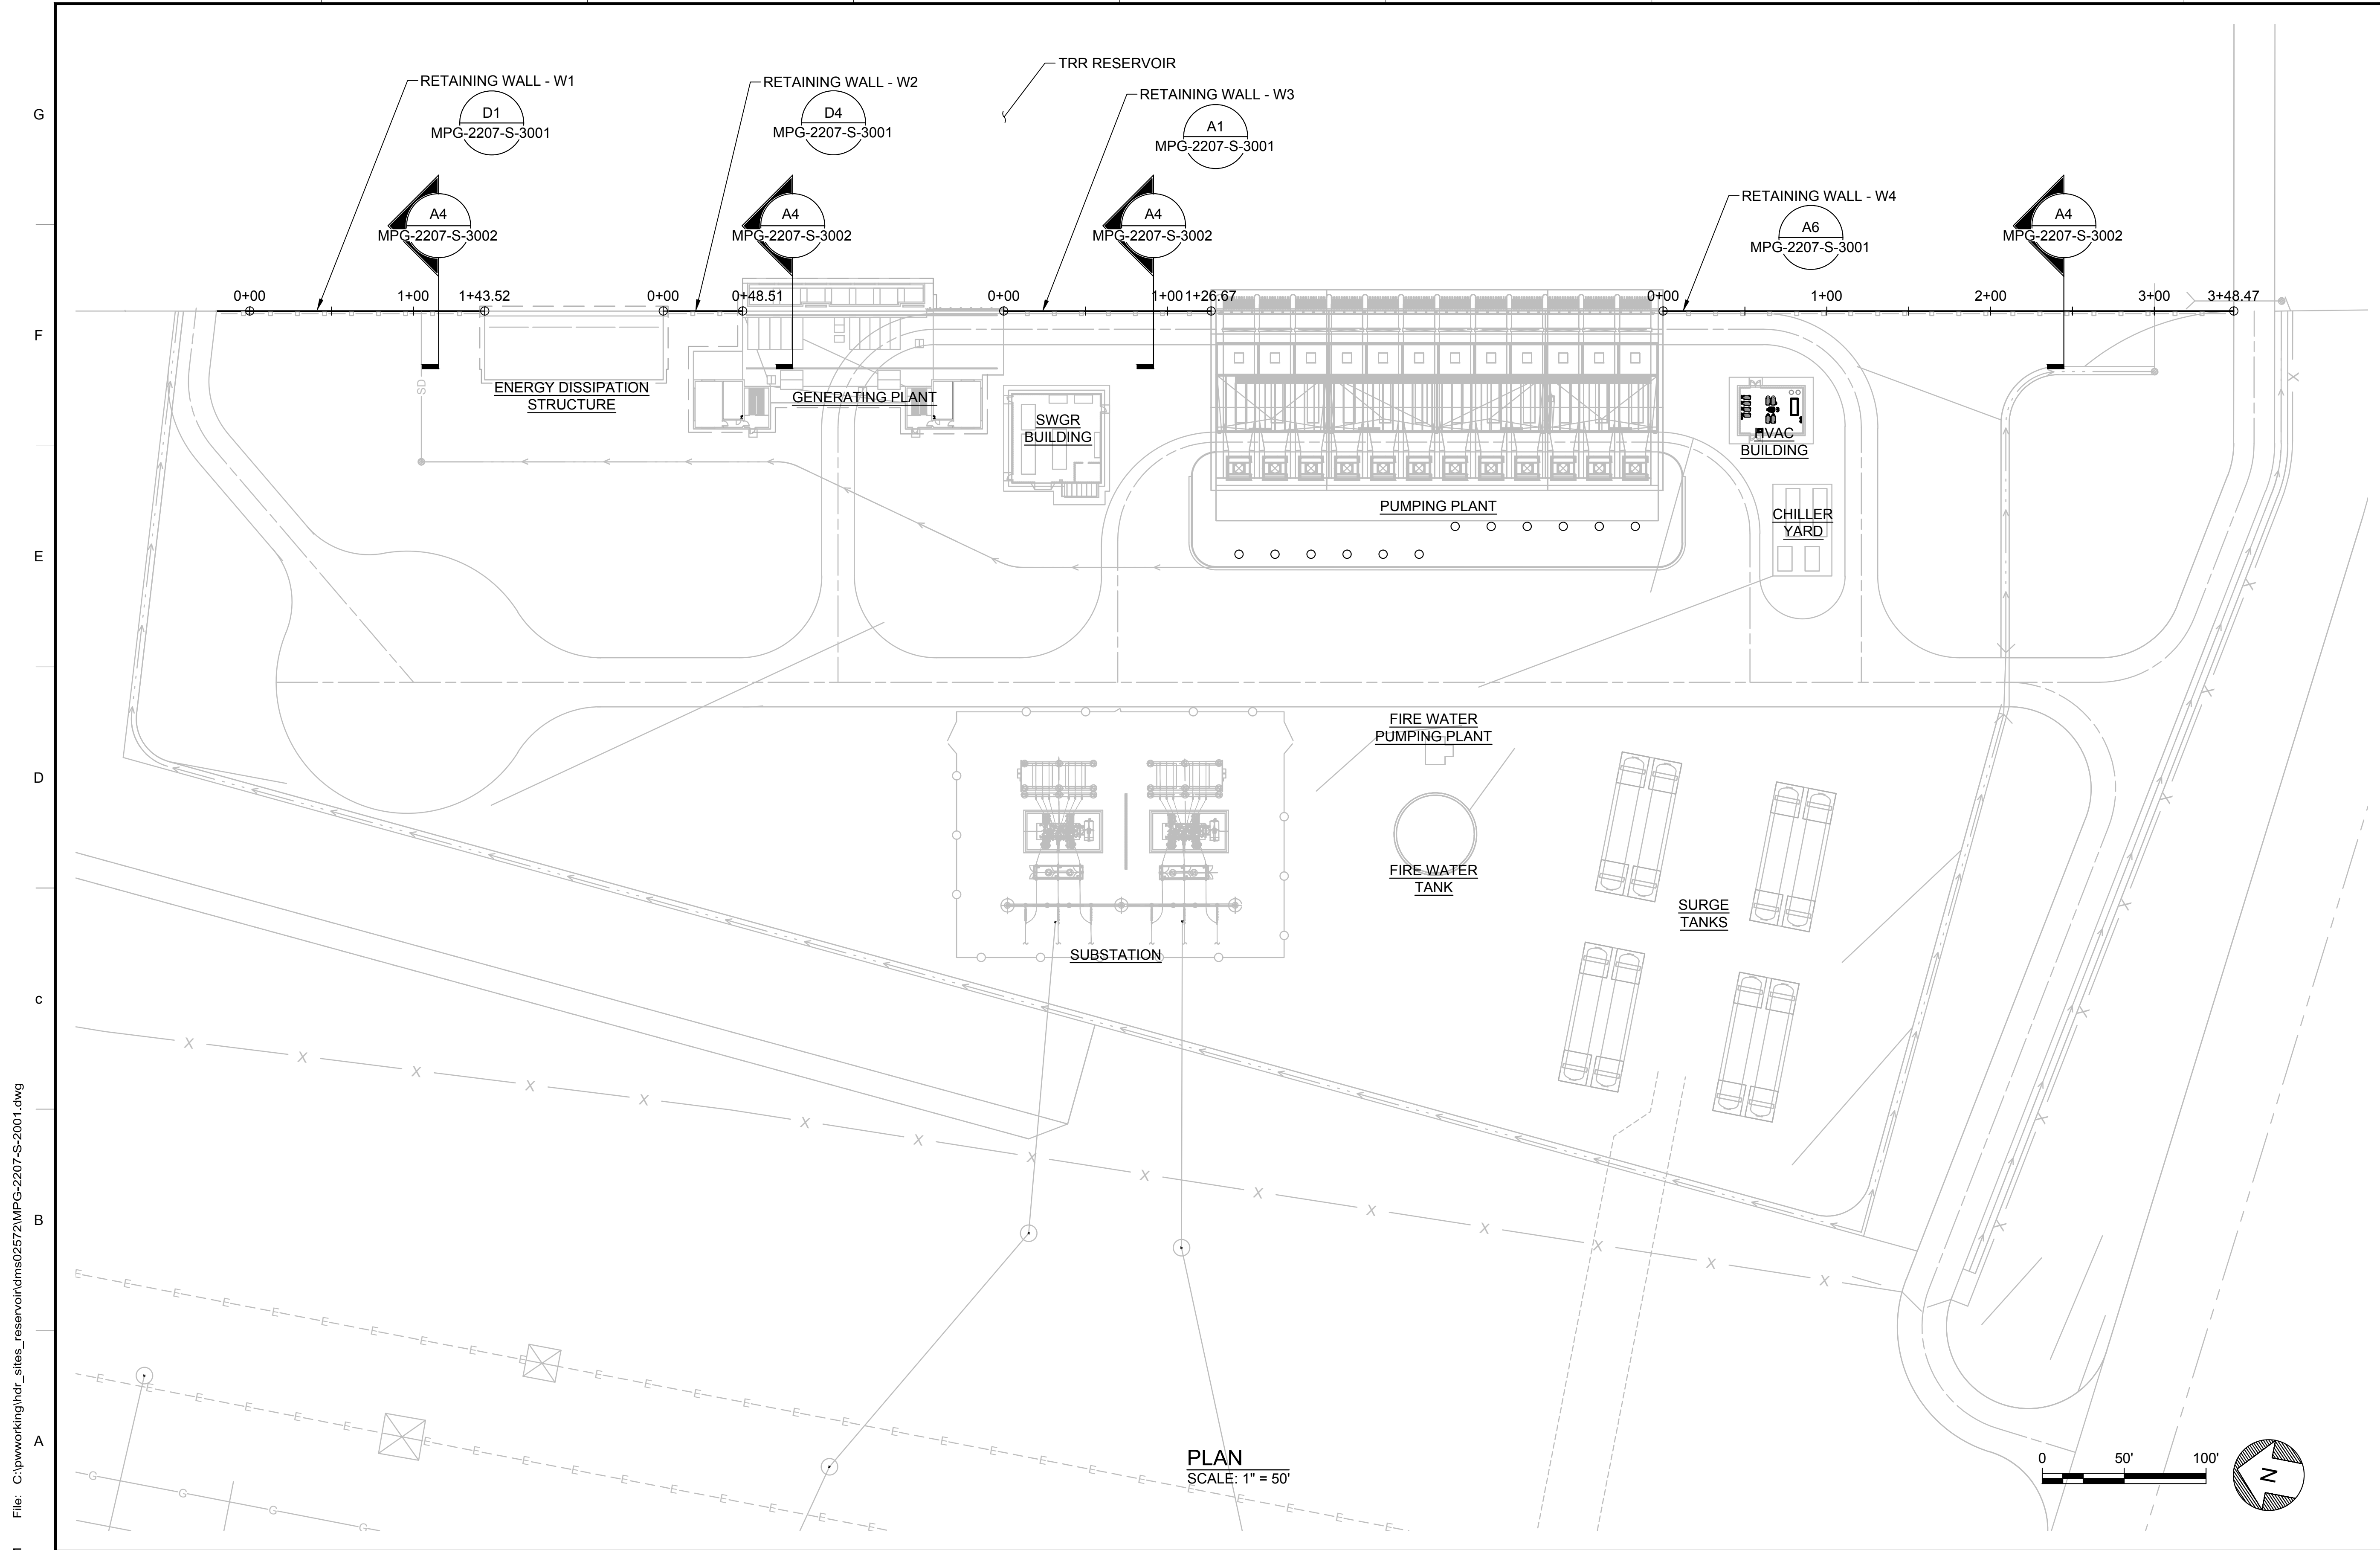 TRR RESERVOIR
RETAINING WALL - W1
D1
MPG-2207-S-3001
RETAINING WALL - W2
D4
MPG-2207-S-3001
RETAINING WALL - W3
A1
MPG-2207-S-3001
RETAINING WALL - W4
A6
MPG-2207-S-3001
A4
MPG-2207-S-3002
A4
MPG-2207-S-3002
A4
MPG-2207-S-3002
A4
MPG-2207-S-3002
G
F
E
D
c
B
A
0+00
1+00
1+43.52
0+00
0+48.51
0+00
1+00
1+26.67
0+00
1+00
2+00
3+00
3+48.47
SD
ENERGY DISSIPATION
STRUCTURE
GENERATING PLANT
SWGR
BUILDING
PUMPING PLANT
HVAC
BUILDING
CHILLER
YARD
FIRE WATER
PUMPING PLANT
FIRE WATER
TANK
SURGE
TANKS
SUBSTATION
X X X X X X X X X X X X X X X
X X X X X X X X
E E E E E E E E E E E E E E E E E E E E E E E E E
E E E E E E E E E E E E E E E E
G G G G
PLAN
SCALE: 1" = 50'
0 50' 100'
N
File: C:\pwworking\hdr_sites_reservoin\dms02572\MPG-2207-S-2001.dwg